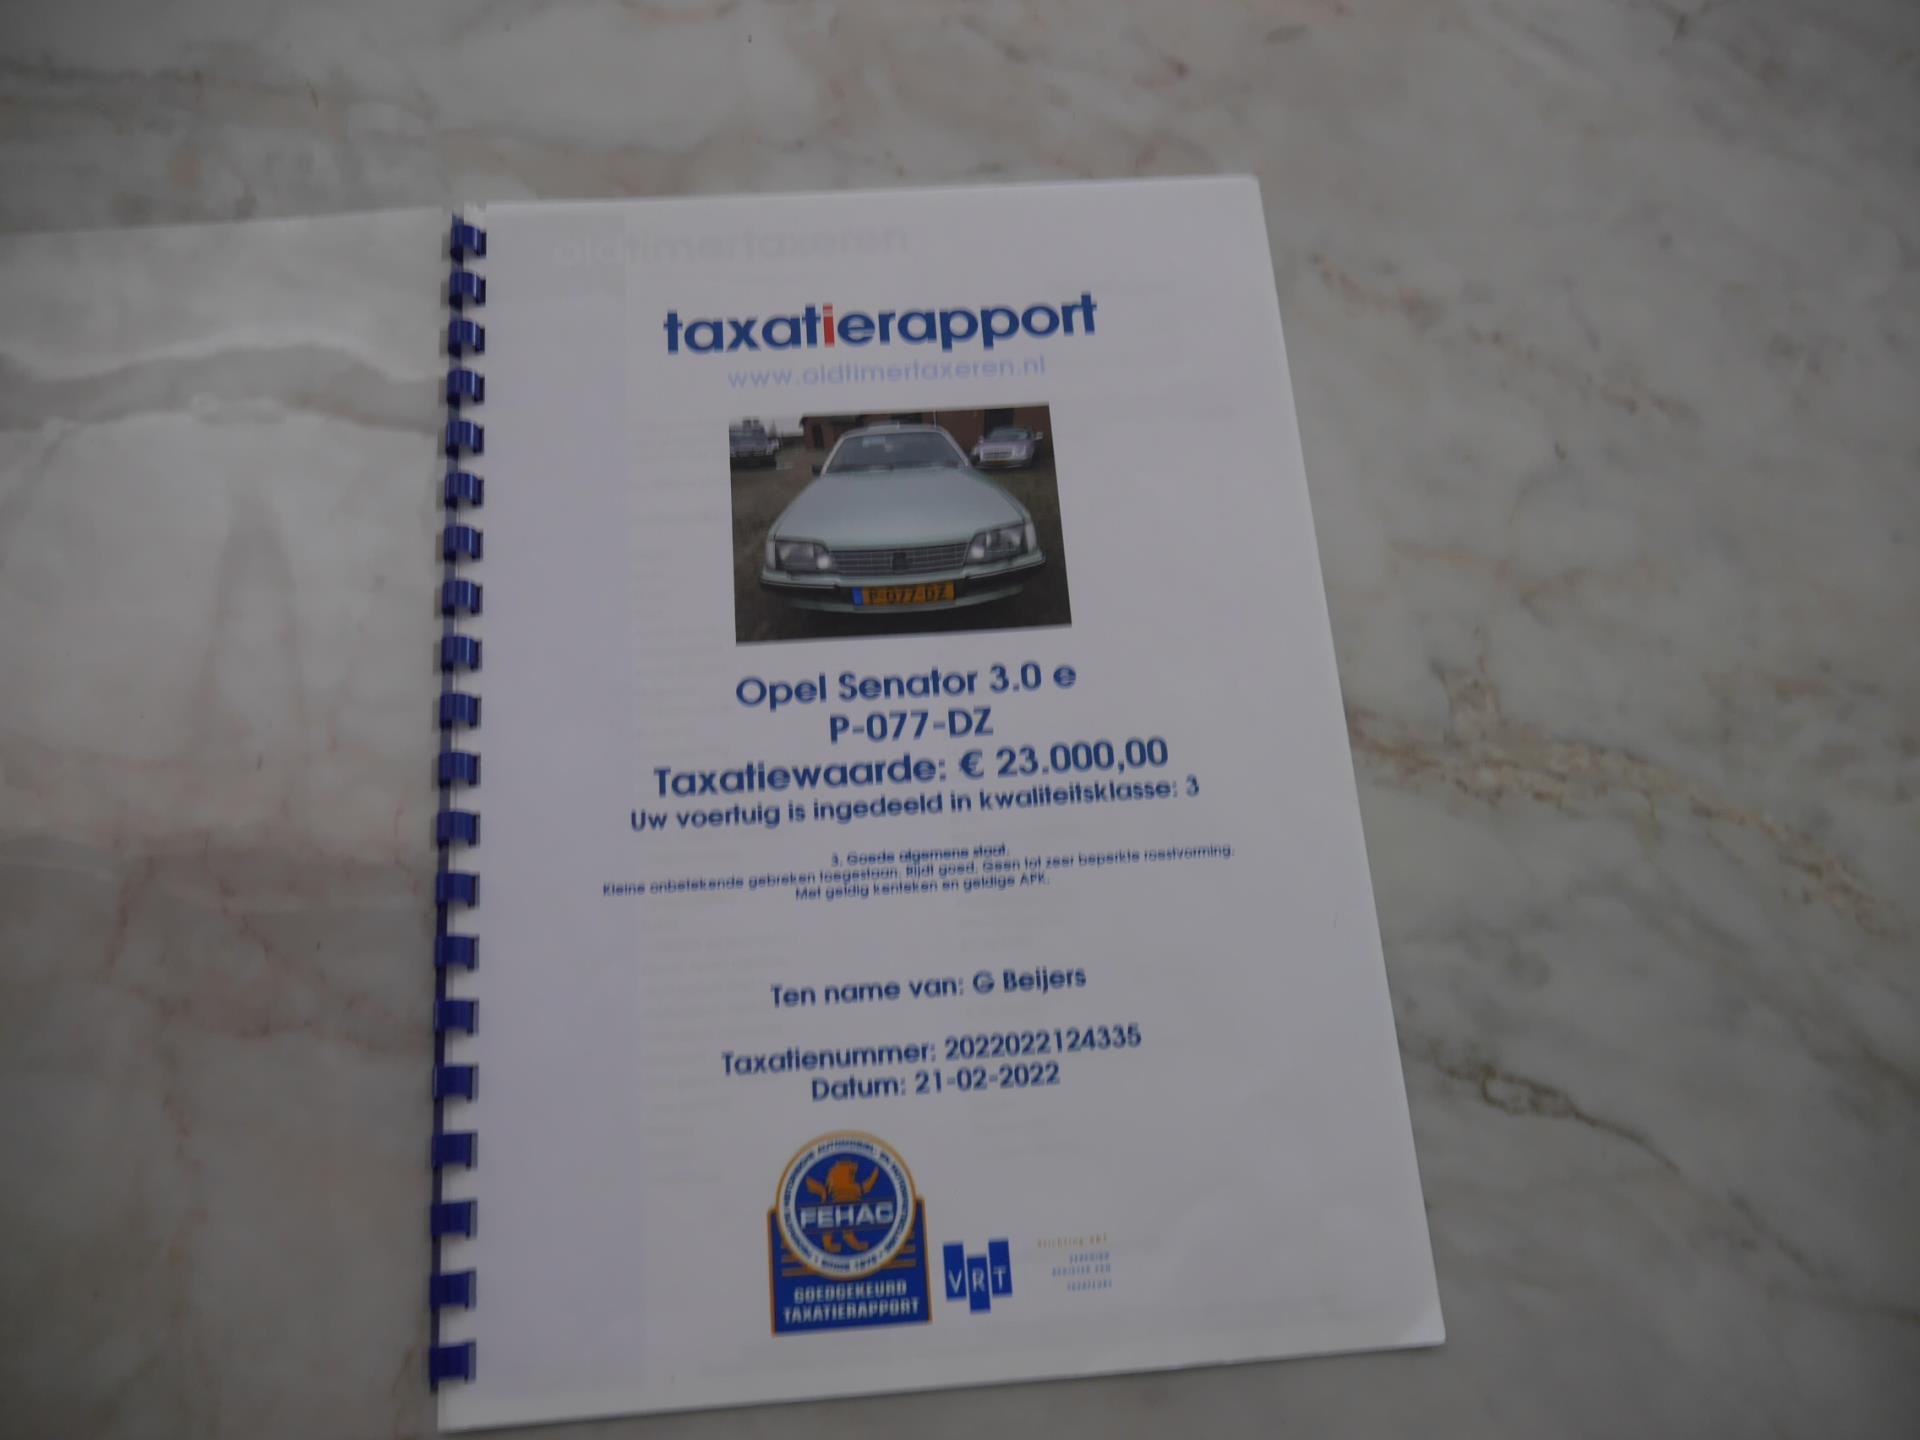 oldtimertaxeren
taxatierapport
www.oldtimertaxeren.nl
P-077-DZ
Opel Senator 3.0 e
P-077-DZ
Taxatiewaarde: € 23.000,00
Uw voertuig is ingedeeld in kwaliteitsklasse: 3
3. Goede algemene staat.
Kleine onbetekende gebreken toegestaan. Rijdt goed. Geen tot zeer beperkte roestvorming.
Met geldig kenteken en geldige APK.
Ten name van: G Beijers
Taxatienummer: 2022022124335
Datum: 21-02-2022
FEHAC
SINDS 1976
GOEDGEKEURD
TAXATIERAPPORT
VRT